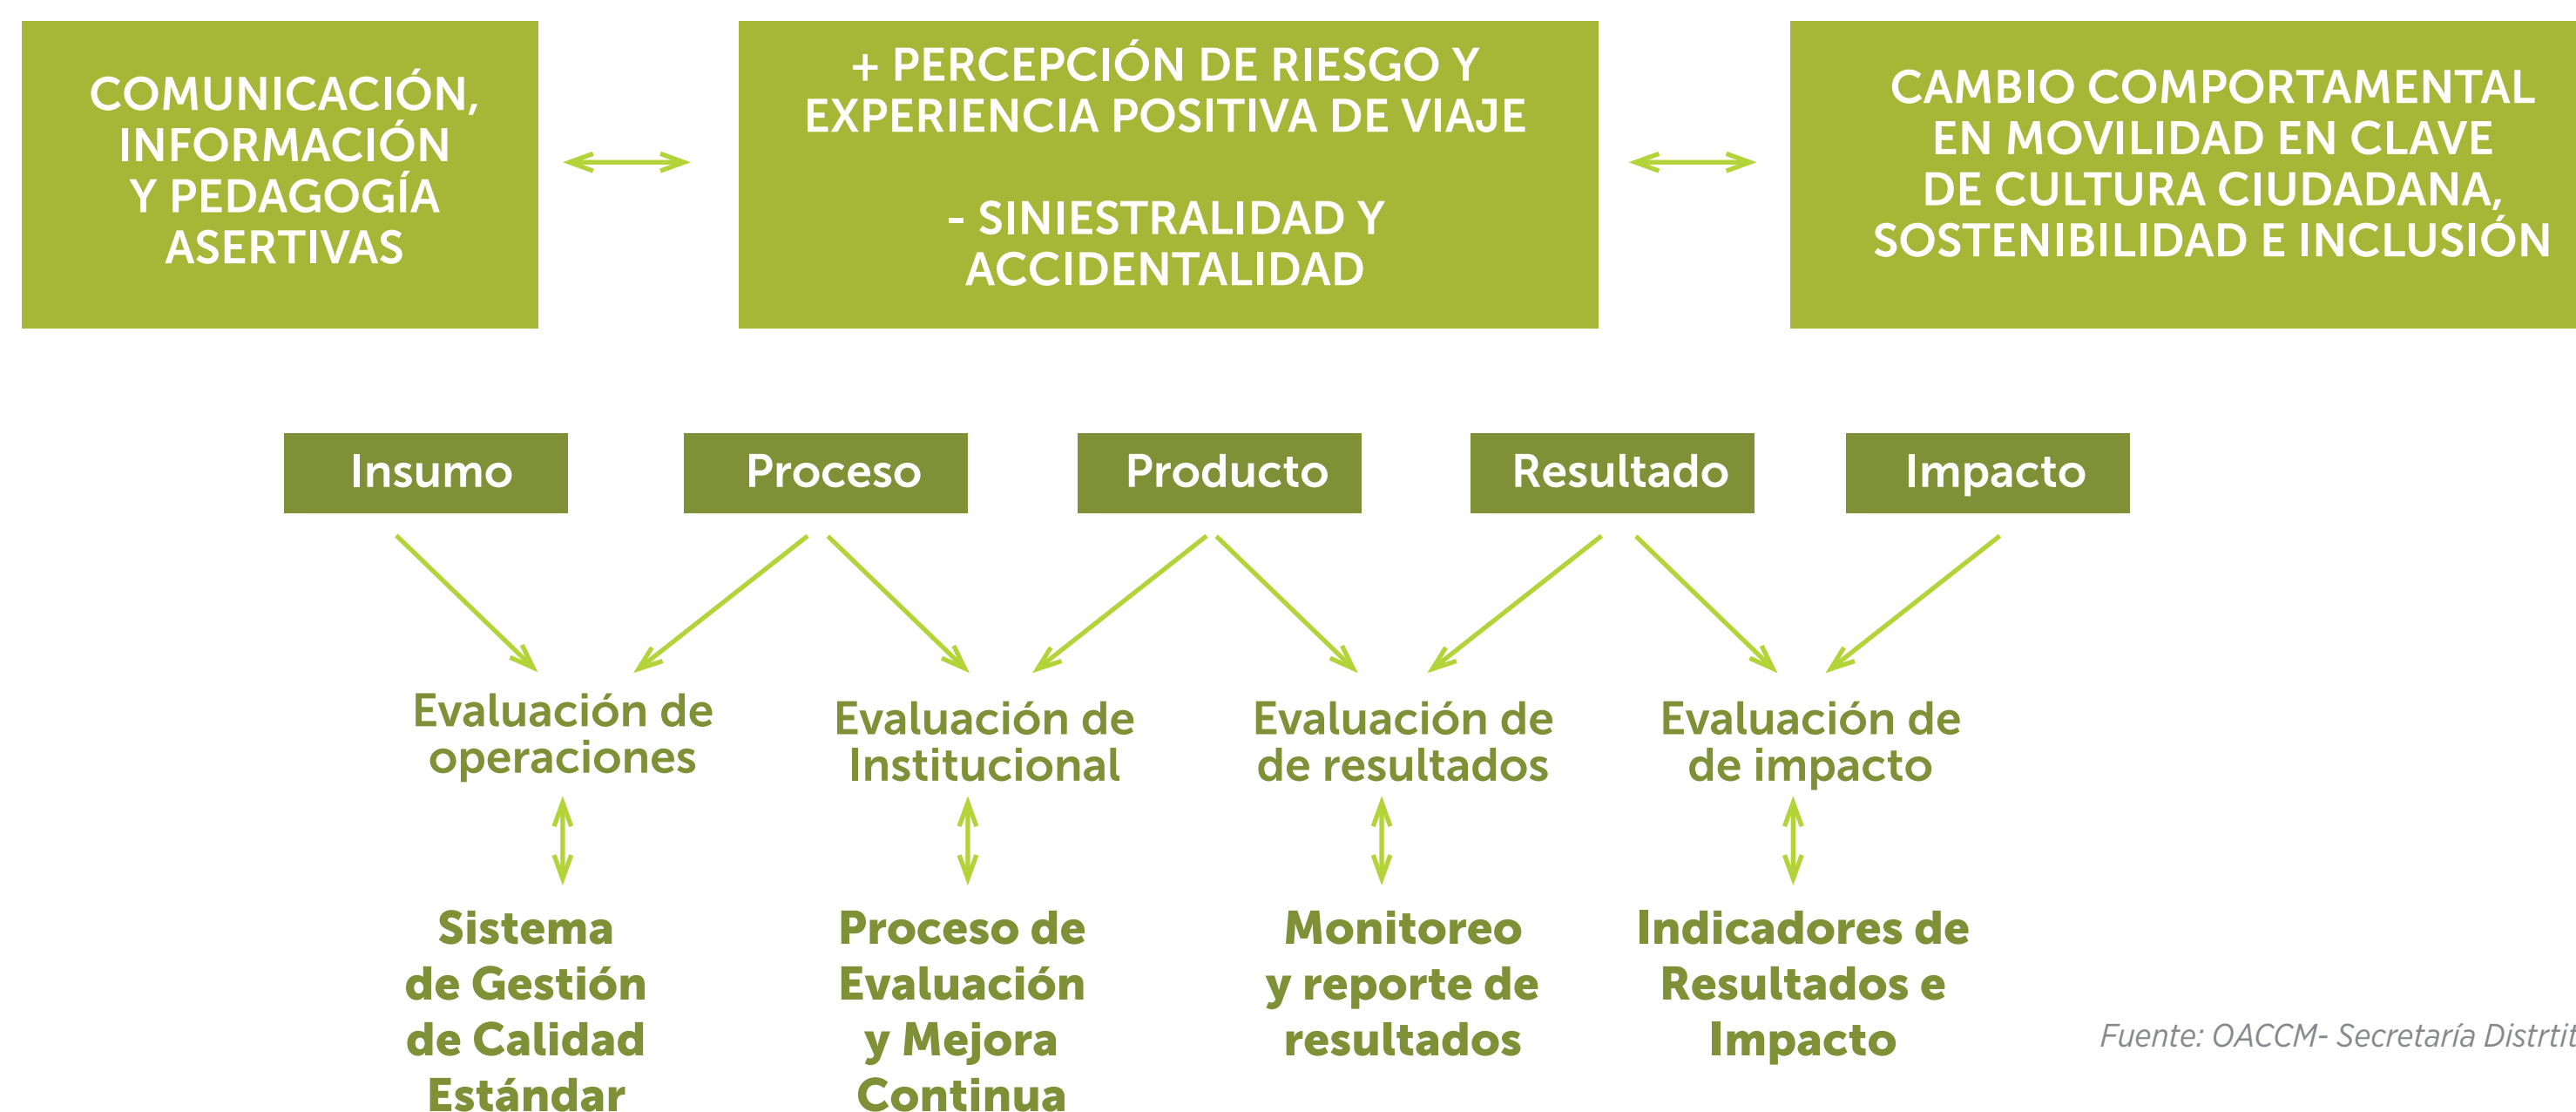 COMUNICACIÓN,
INFORMACIÓN
Y PEDAGOGÍA
ASERTIVAS
+ PERCEPCIÓN DE RIESGO Y
EXPERIENCIA POSITIVA DE VIAJE
- SINIESTRALIDAD Y
ACCIDENTALIDAD
CAMBIO COMPORTAMENTAL
EN MOVILIDAD EN CLAVE
DE CULTURA CIUDADANA,
SOSTENIBILIDAD E INCLUSIÓN
Insumo
Proceso
Producto
Resultado
Impacto
Evaluación de
operaciones
Evaluación de
Institucional
Evaluación de
de resultados
Evaluación de
de impacto
Sistema
de Gestión
de Calidad
Estándar
Proceso de
Evaluación
y Mejora
Continua
Monitoreo
y reporte de
resultados
Indicadores de
Resultados e
Impacto
Fuente: OACCM- Secretaría Distrtit